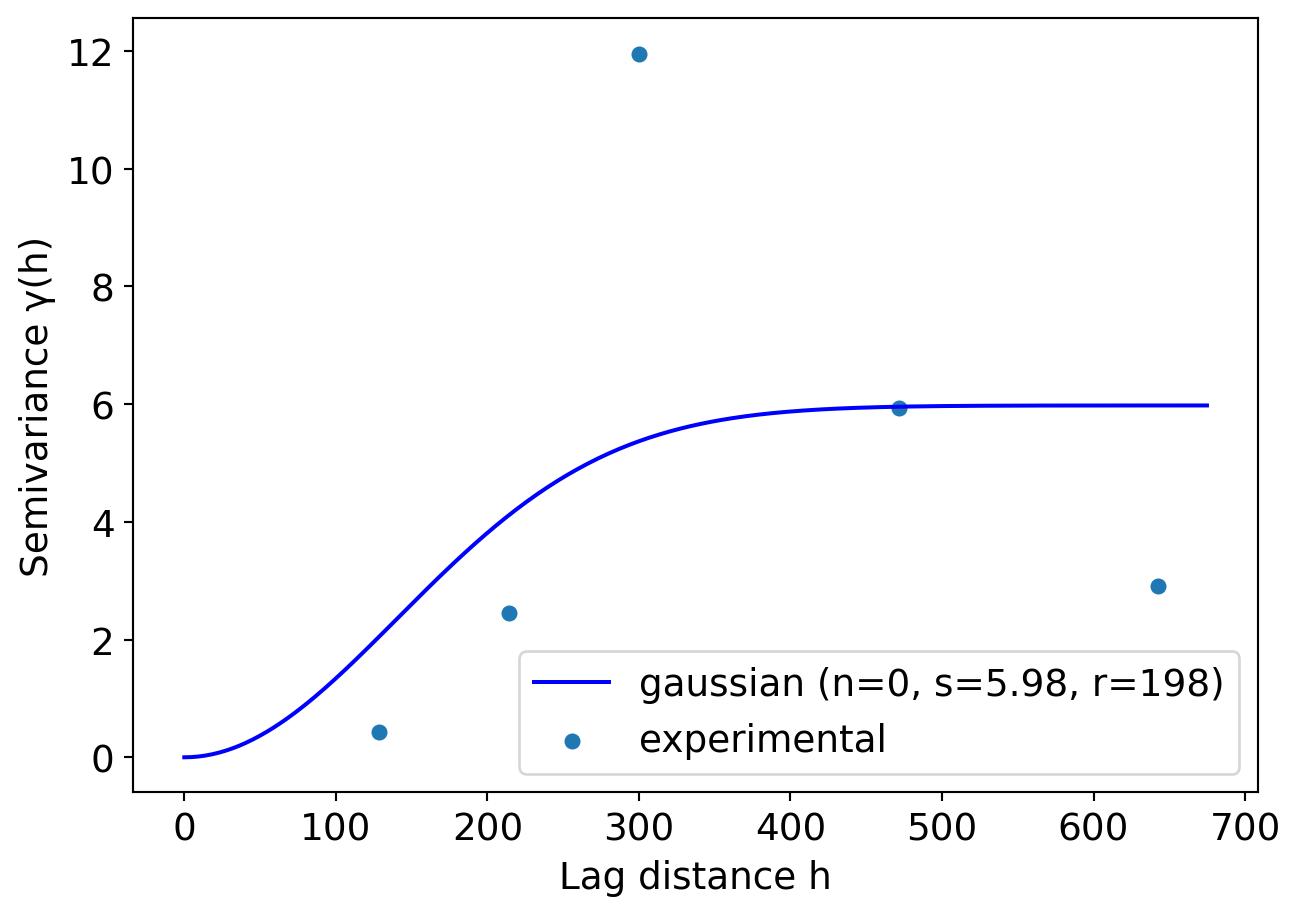 12
10
8
6
4
2
0
Semivariance γ(h)
gaussian (n=0, s=5.98, r=198)
experimental
0 100 200 300 400 500 600 700
Lag distance h